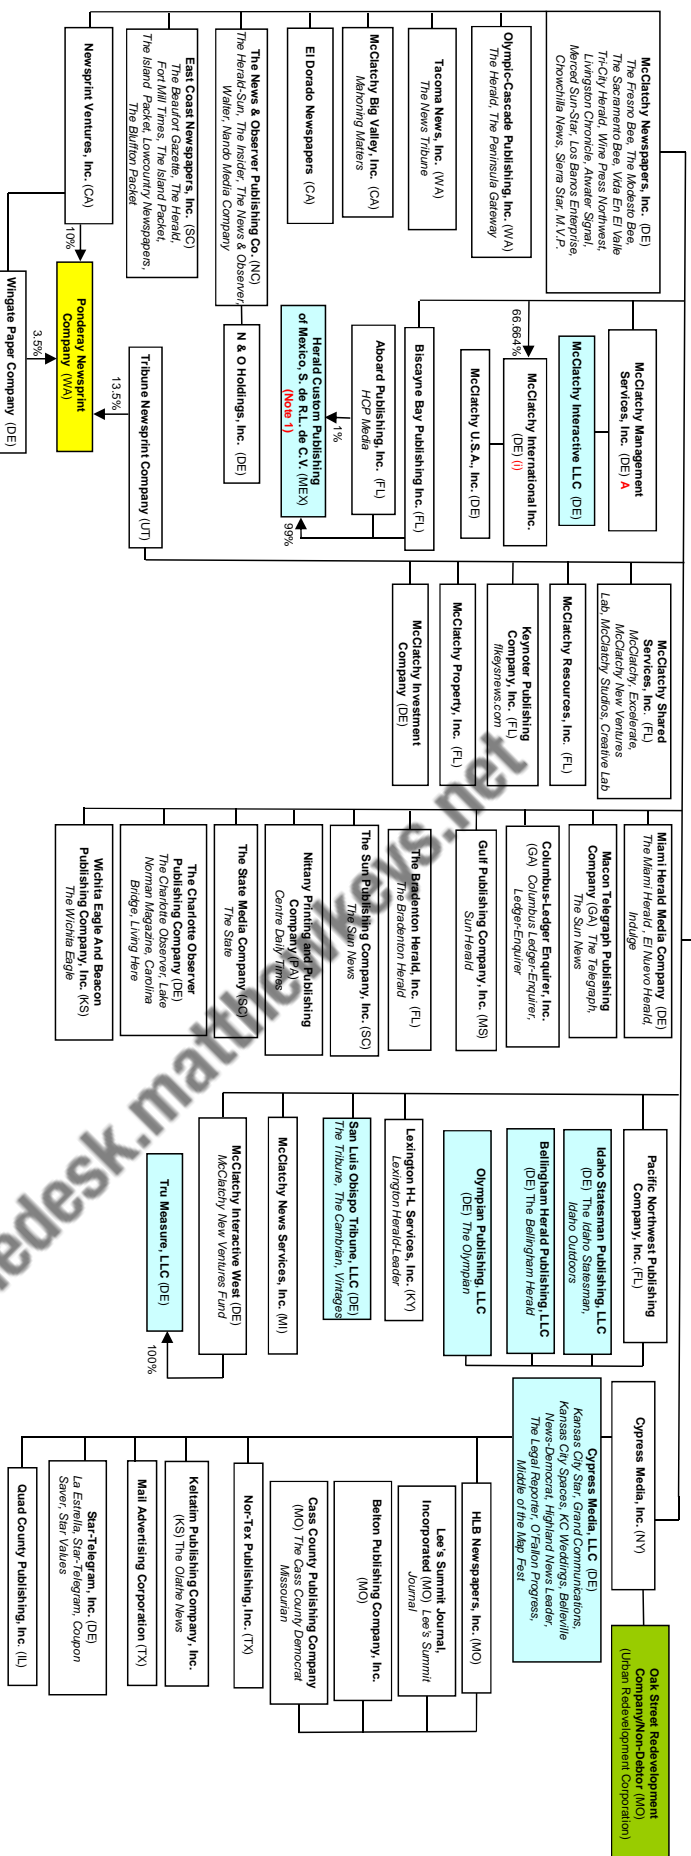 McClatchy Newspapers, Inc. (DE)
The Fresno Bee, The Modesto Bee,
The Sacramento Bee, Vida En El Valle
Tri-City Herald, Wine Press Northwest,
Livingston Chronicle, Atwater Signal,
Merced Sun-Star, Los Banos Enterprise,
Chowchilla News, Sierra Star, M.V.P.
Olympic-Cascade Publishing, Inc. (WA)
The Herald, The Peninsula Gateway
Tacoma News, Inc. (WA)
The News Tribune
McClatchy Big Valley, Inc. (CA)
Mahoning Matters
El Dorado Newspapers (CA)
The News & Observer Publishing Co. (NC)
The Herald-Sun, The Insider, The News & Observer,
Walter, Nando Media Company
East Coast Newspapers, Inc. (SC)
The Beaufort Gazette, The Herald,
Fort Mill Times, The Island Packet,
The Island Packet, Lowcountry Newspapers,
The Bluffton Packet
Newsprint Ventures, Inc. (CA)
McClatchy Management
Services, Inc. (DE) A
McClatchy Interactive LLC (DE)
66.664%
McClatchy International Inc.
(DE) (i)
McClatchy U.S.A., Inc. (DE)
Biscayne Bay Publishing Inc. (FL)
Aboard Publishing, Inc. (FL)
HCP Media
1%
99%
Herald Custom Publishing
of Mexico, S. de R.L. de C.V. (MEX)
(Note 1)
N & O Holdings, Inc. (DE)
Tribune Newsprint Company (UT)
13.5%
10%
Ponderay Newsprint
Company (WA)
3.5%
Wingate Paper Company (DE)
McClatchy Shared
Services, Inc. (FL)
McClatchy, Excelerate,
McClatchy New Ventures
Lab, McClatchy Studios, Creative Lab
McClatchy Resources, Inc. (FL)
Keynoter Publishing
Company, Inc. (FL)
flkeysnews.com
McClatchy Property, Inc. (FL)
McClatchy Investment
Company (DE)
Miami Herald Media Company (DE)
The Miami Herald, El Nuevo Herald,
Indulge
Macon Telegraph Publishing
Company (GA) The Telegraph,
The Sun News
Columbus-Ledger Enquirer, Inc.
(GA) Columbus Ledger-Enquirer,
Ledger-Enquirer
Gulf Publishing Company, Inc. (MS)
Sun Herald
The Bradenton Herald, Inc. (FL)
The Bradenton Herald
The Sun Publishing Company, Inc. (SC)
The Sun News
Nittany Printing and Publishing
Company (PA)
Centre Daily Times
The State Media Company (SC)
The State
The Charlotte Observer
Publishing Company (DE)
The Charlotte Observer, Lake
Norman Magazine, Carolina
Bridge, Living Here
Wichita Eagle And Beacon
Publishing Company, Inc. (KS)
The Wichita Eagle
Pacific Northwest Publishing
Company, Inc. (FL)
Idaho Statesman Publishing, LLC
(DE) The Idaho Statesman,
Idaho Outdoors
Bellingham Herald Publishing, LLC
(DE) The Bellingham Herald
Olympian Publishing, LLC
(DE) The Olympian
Lexington H-L Services, Inc. (KY)
Lexington Herald-Leader
San Luis Obispo Tribune, LLC (DE)
The Tribune, The Cambrian, Vintages
McClatchy News Services, Inc. (MI)
McClatchy Interactive West (DE)
McClatchy New Ventures Fund
100%
Tru Measure, LLC (DE)
Cypress Media, Inc. (NY)
Cypress Media, LLC (DE)
Kansas City Star, Grand Communications,
Kansas City Spaces, KC Weddings, Belleville
News-Democrat, Highland News Leader,
The Legal Reporter, O'Fallon Progress,
Middle of the Map Fest
HLB Newspapers, Inc. (MO)
Lee's Summit Journal,
Incorporated (MO) Lee's Summit
Journal
Belton Publishing Company, Inc.
(MO)
Cass County Publishing Company
(MO) The Cass County Democrat
Missourian
Nor-Tex Publishing, Inc. (TX)
Keltatim Publishing Company, Inc.
(KS) The Olathe News
Mail Advertising Corporation (TX)
Star-Telegram, Inc. (DE)
La Estrella, Star-Telegram, Coupon
Saver, Star Values
Quad County Publishing, Inc. (IL)
Oak Street Redevelopment
Company/Non-Debtor (MO)
(Urban Redevelopment Corporation)
edesk.matthewkeys.net